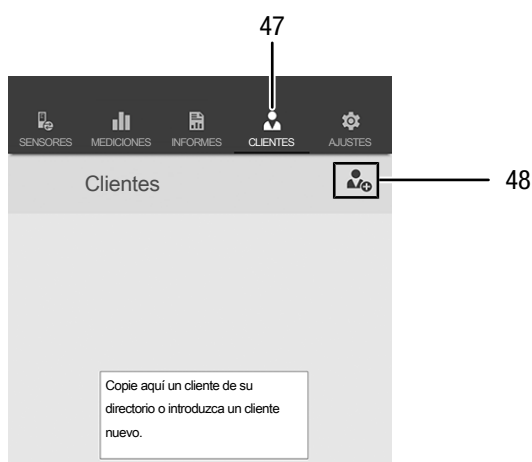 47
SENSORES MEDICIONES INFORMES CLIENTES AJUSTES
Clientes
48
Copie aquí un cliente de su
directorio o introduzca un cliente
nuevo.